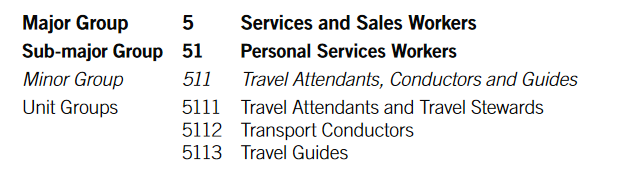 Major Group 5 Services and Sales Workers
Sub-major Group 51 Personal Services Workers
Minor Group 511 Travel Attendants, Conductors and Guides
Unit Groups 5111 Travel Attendants and Travel Stewards
5112 Transport Conductors
5113 Travel Guides